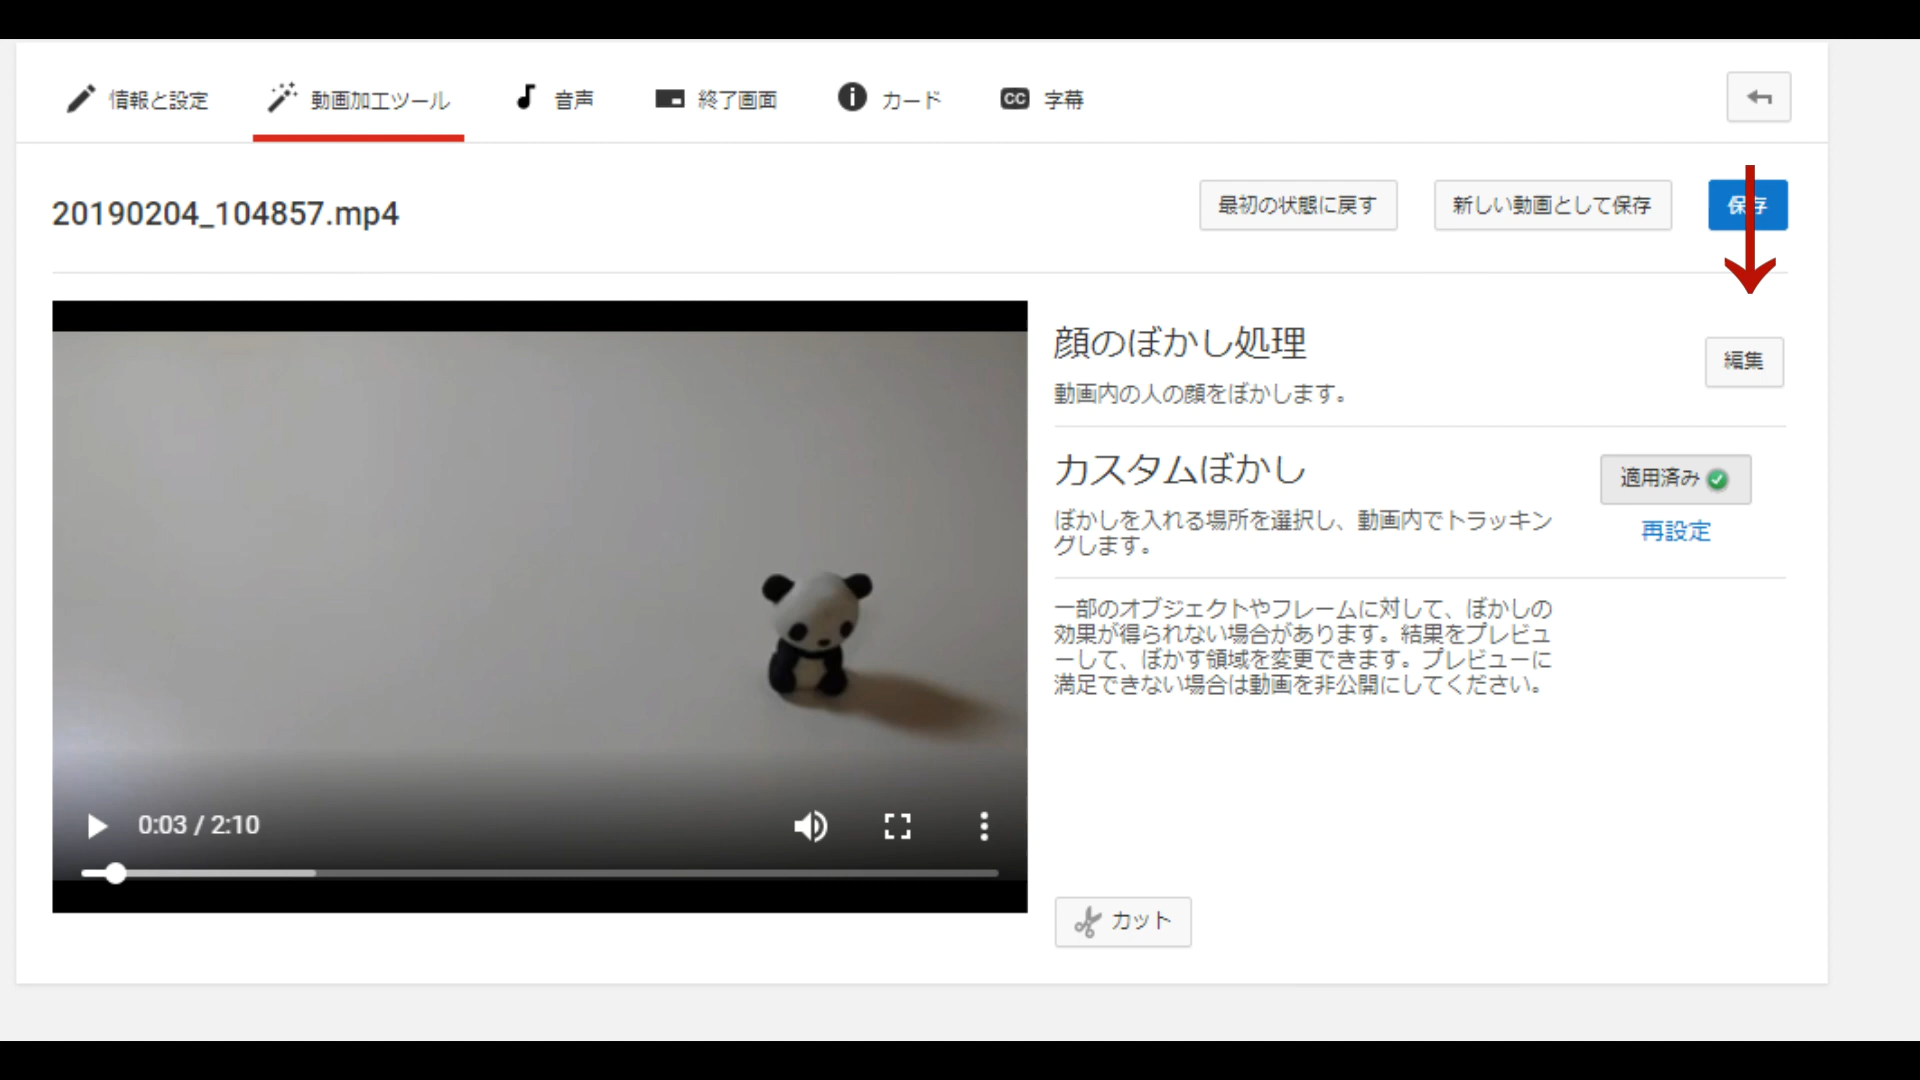 情報と設定
動画加工ツール
音声
終了画面
カード
CC 字幕
20190204_104857.mp4
最初の状態に戻す
新しい動画として保存
保存
顔のぼかし処理
動画内の人の顔をぼかします。
編集
カスタムぼかし
ぼかしを入れる場所を選択し、動画内でトラッキン
グします。
適用済み
再設定
一部のオブジェクトやフレームに対して、ぼかしの
効果が得られない場合があります。結果をプレビュ
ーして、ぼかす領域を変更できます。プレビューに
満足できない場合は動画を非公開にしてください。
0:03 / 2:10
カット